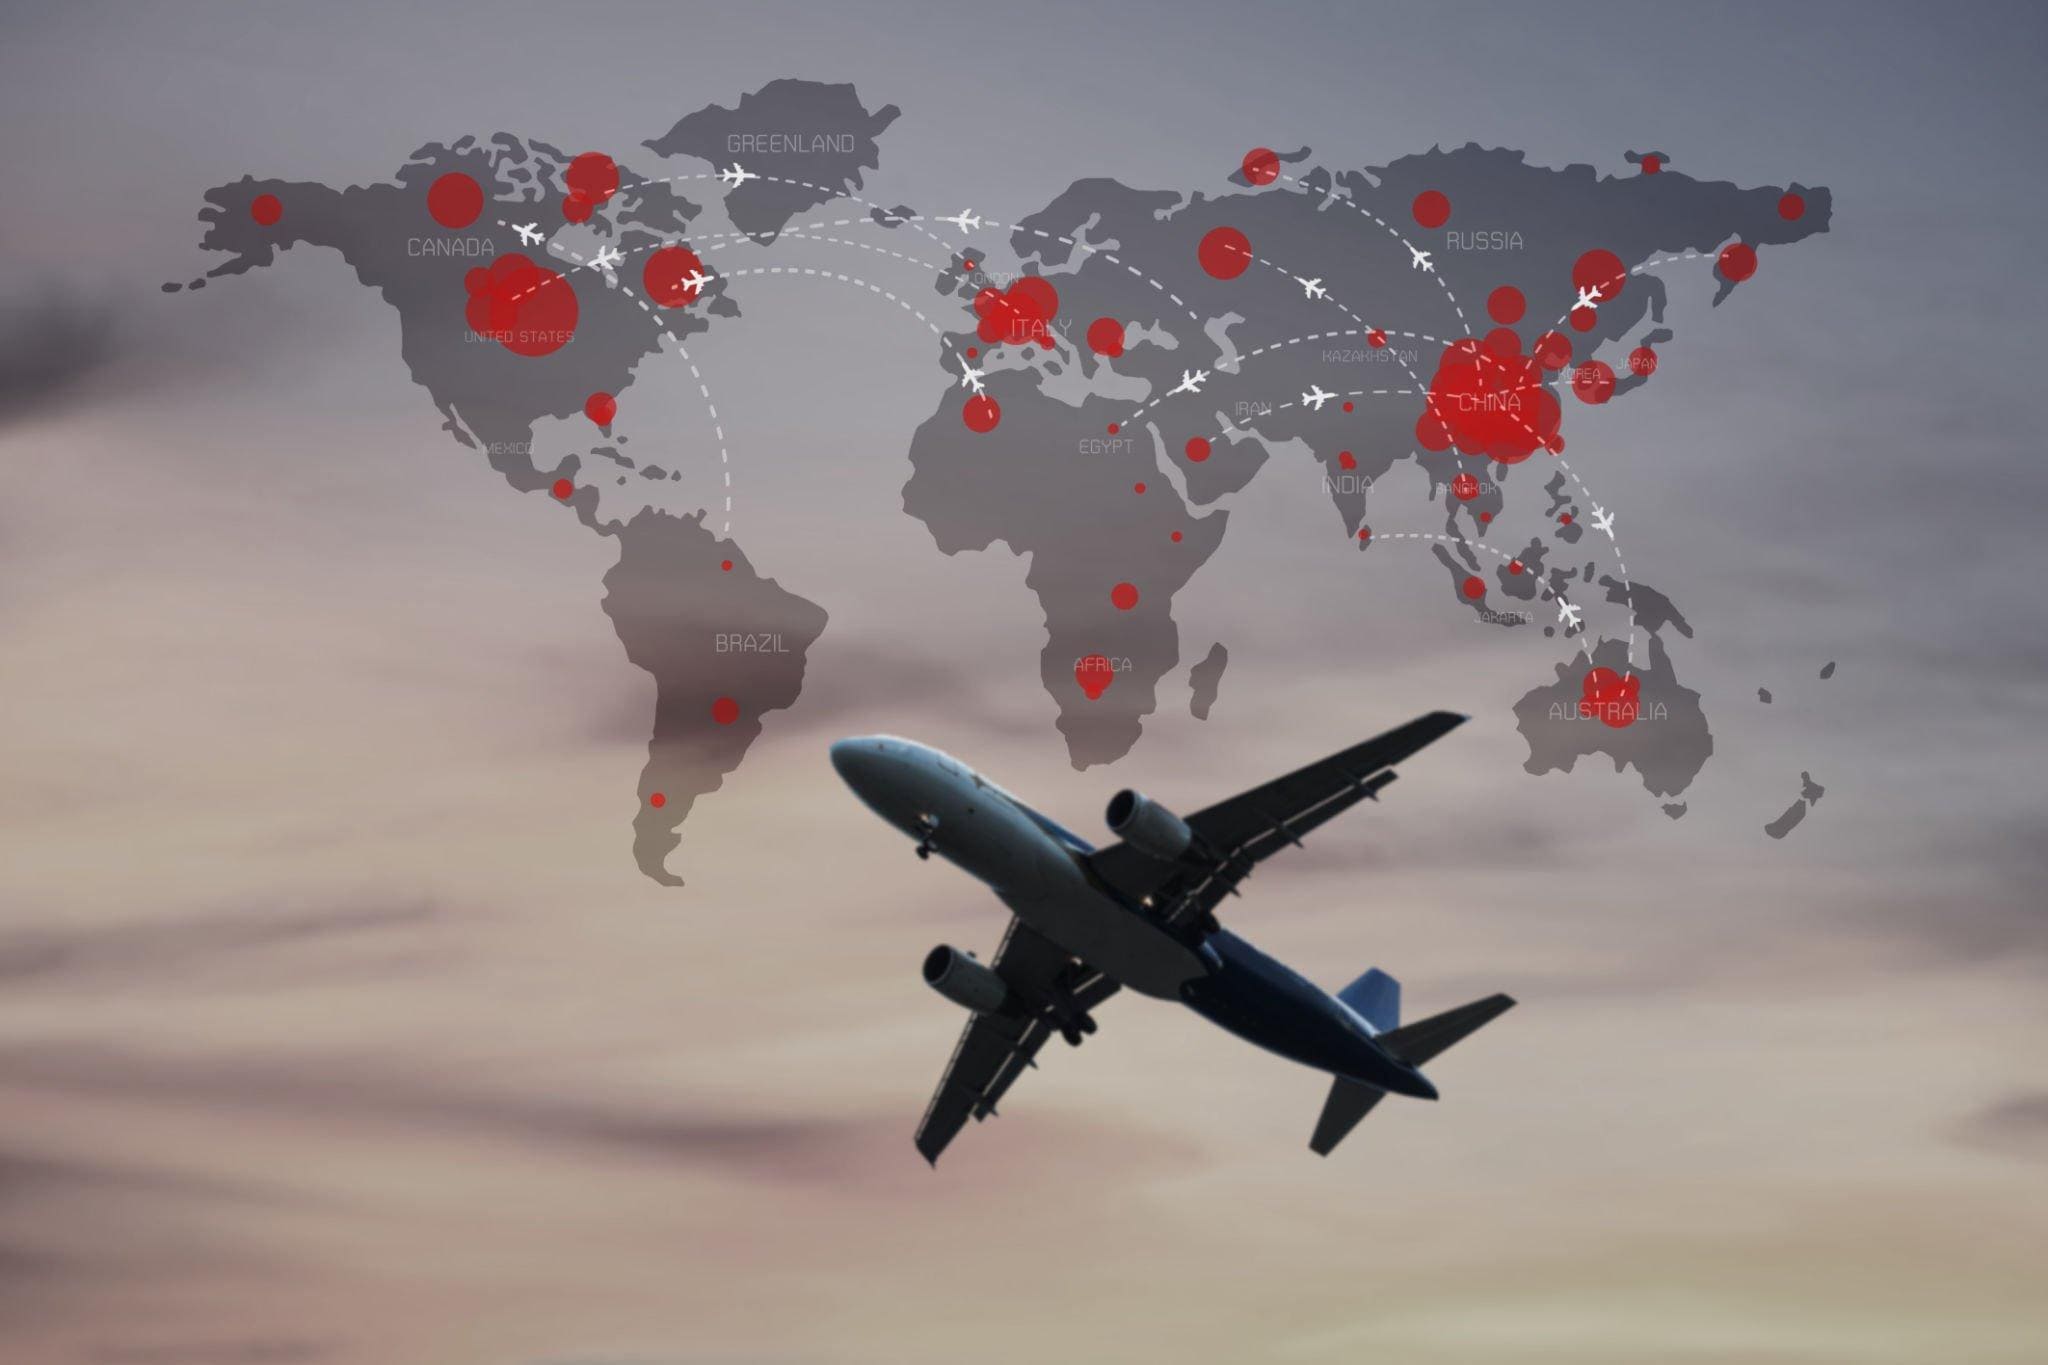 GREENLAND
CANADA
RUSSIA
LONDON
UNITED STATES
ITALY
KAZAKHSTAN
KOREA
JAPAN
CHINA
IRAN
MEXICO
EGYPT
INDIA
BANGKOK
JAKARTA
BRAZIL
AFRICA
AUSTRALIA